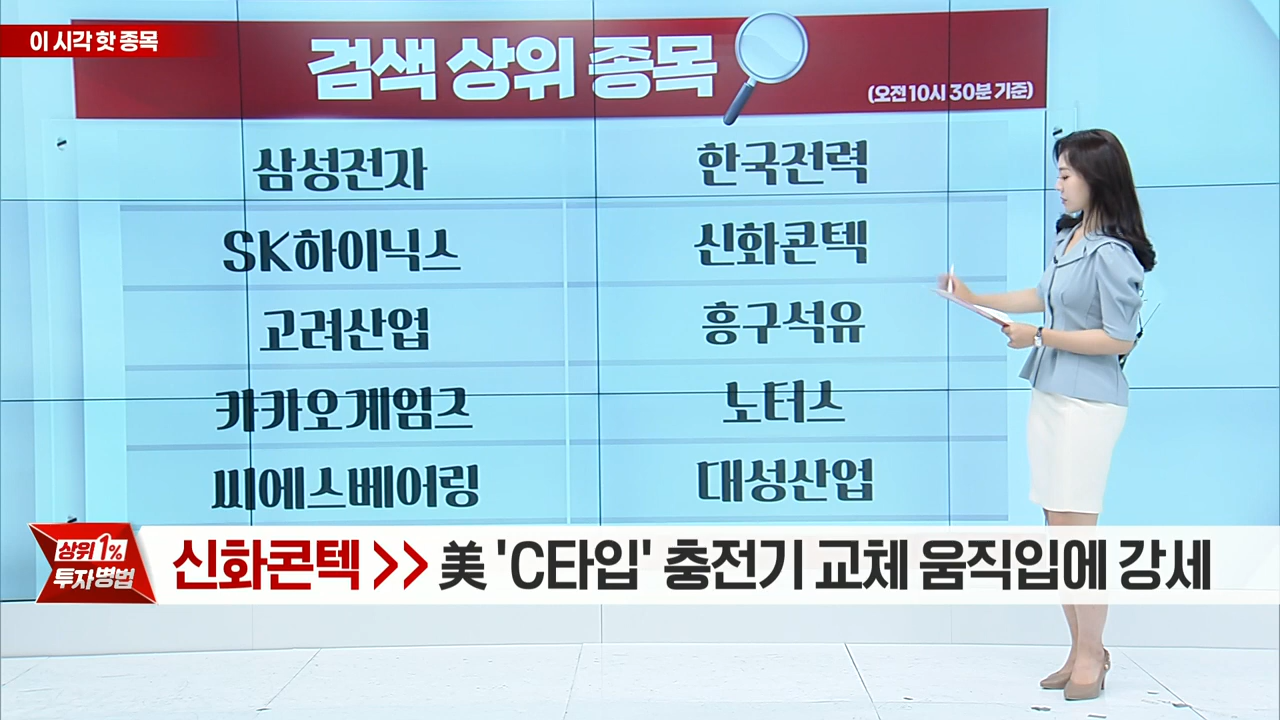 이 시각 핫 종목
검색 상위 종목
(오전 10시 30분 기준)
삼성전자
한국전력
SK하이닉스
신화콘텍
고려산업
흥구석유
카카오게임즈
노터스
씨에스베어링
대성산업
상위 1%
투자병법
신화콘텍 >> 美 'C타입' 충전기 교체 움직입에 강세